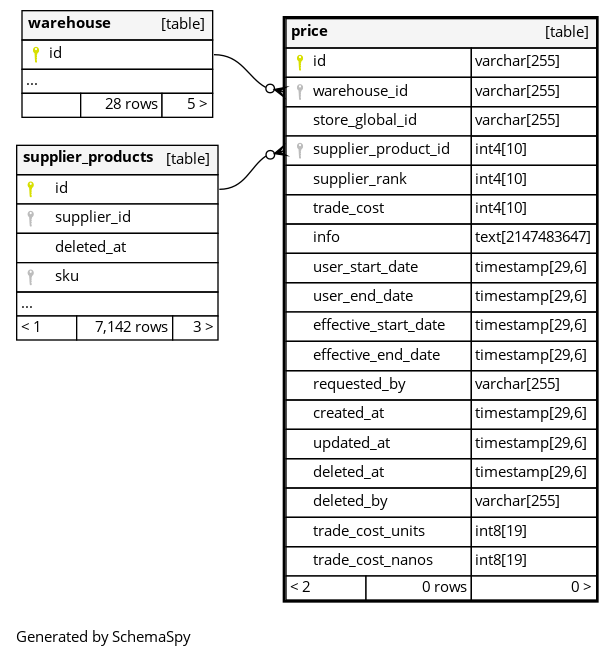 warehouse [table]
id
...
28 rows 5 >
supplier_products [table]
id
supplier_id
deleted_at
sku
...
< 1 7,142 rows 3 >
price [table]
id varchar[255]
warehouse_id varchar[255]
store_global_id varchar[255]
supplier_product_id int4[10]
supplier_rank int4[10]
trade_cost int4[10]
info text[2147483647]
user_start_date timestamp[29,6]
user_end_date timestamp[29,6]
effective_start_date timestamp[29,6]
effective_end_date timestamp[29,6]
requested_by varchar[255]
created_at timestamp[29,6]
updated_at timestamp[29,6]
deleted_at timestamp[29,6]
deleted_by varchar[255]
trade_cost_units int8[19]
trade_cost_nanos int8[19]
< 2 0 rows 0 >
Generated by SchemaSpy